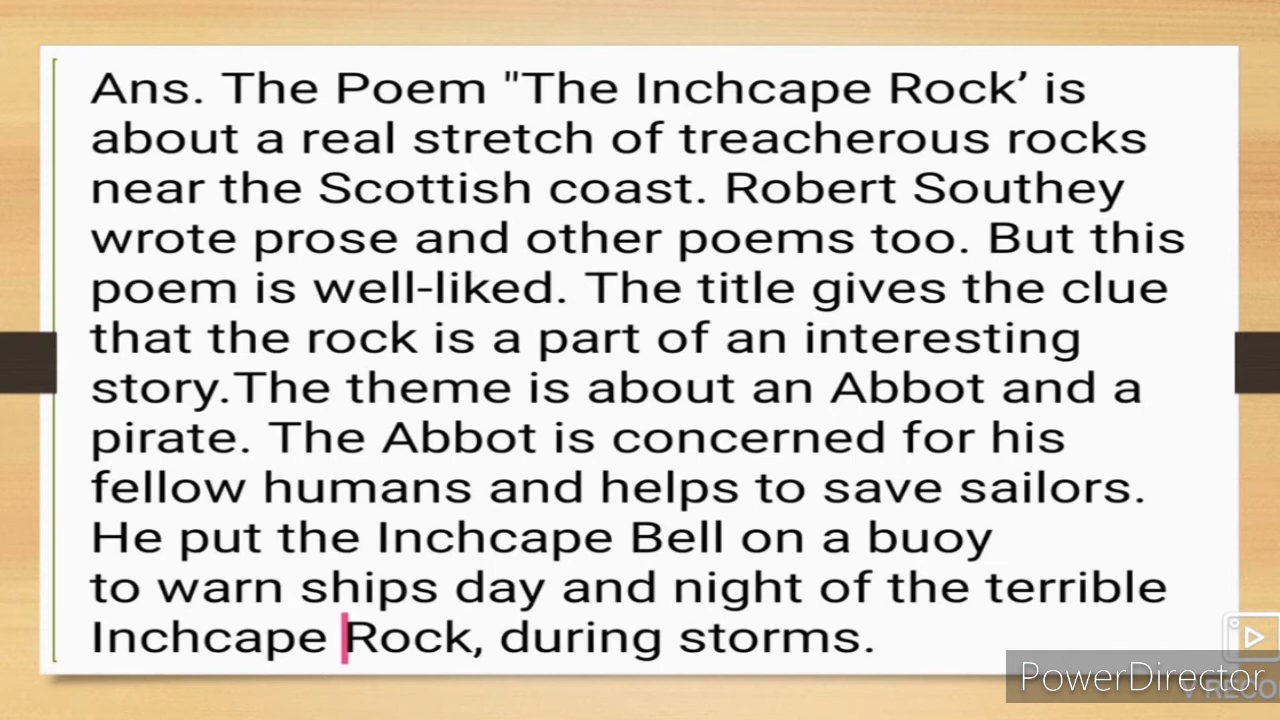 Ans. The Poem "The Inchcape Rock’ is
about a real stretch of treacherous rocks
near the Scottish coast. Robert Southey
wrote prose and other poems too. But this
poem is well-liked. The title gives the clue
that the rock is a part of an interesting
story.The theme is about an Abbot and a
pirate. The Abbot is concerned for his
fellow humans and helps to save sailors.
He put the Inchcape Bell on a buoy
to warn ships day and night of the terrible
Inchcape Rock, during storms.
PowerDirector